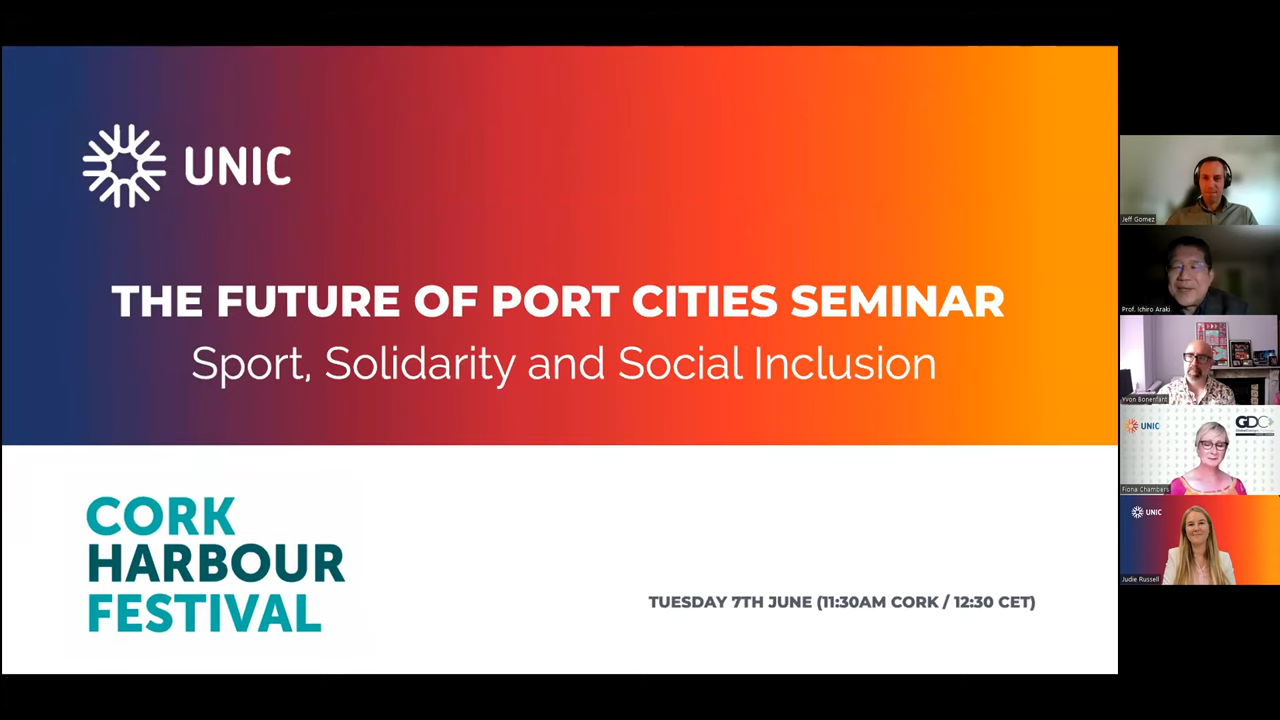 UNIC
THE FUTURE OF PORT CITIES SEMINAR
Sport, Solidarity and Social Inclusion
CORK
HARBOUR
FESTIVAL
TUESDAY 7TH JUNE (11:30AM CORK / 12:30 CET)
Jeff Gomez
Prof. Ichiro Araki
Yvon Bonenfant
UNIC
GDC
Fiona Chambers
UNIC
Judie Russell